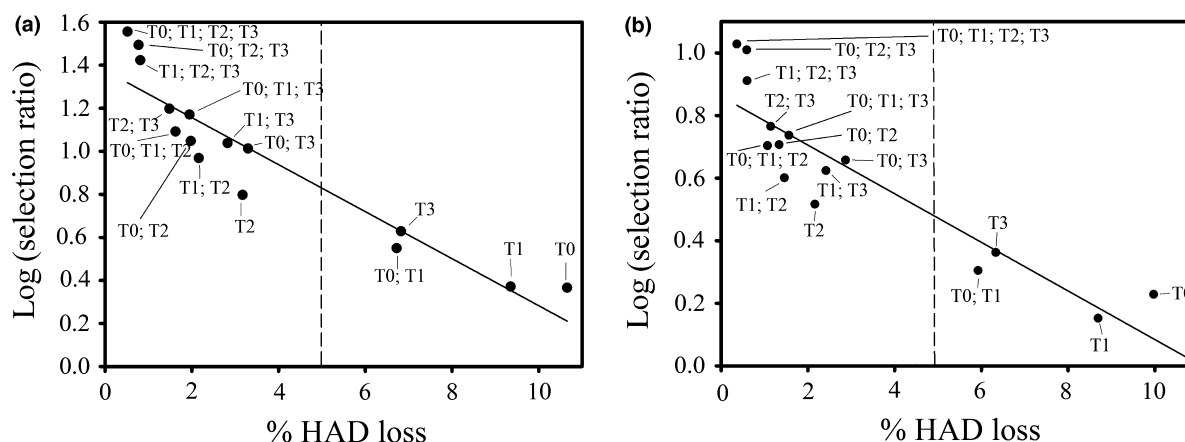 (a)
1.6
1.4
1.2
1.0
0.8
0.6
0.4
0.2
0.0
Log (selection ratio)
T0; T1; T2; T3
T0; T2; T3
T1; T2; T3
T0; T1; T3
T2; T3
T1; T3
T0; T1; T2
T0; T3
T1; T2
T0; T2
T2
T3
T0; T1
T1
T0
0
2
4
6
8
10
% HAD loss
(b)
1.0
0.8
0.6
0.4
0.2
0.0
Log (selection ratio)
T0; T1; T2; T3
T0; T2; T3
T1; T2; T3
T2; T3
T0; T1; T3
T0; T2
T0; T1; T2
T0; T3
T1; T3
T1; T2
T2
T3
T0; T1
T0
T1
0
2
4
6
8
10
% HAD loss